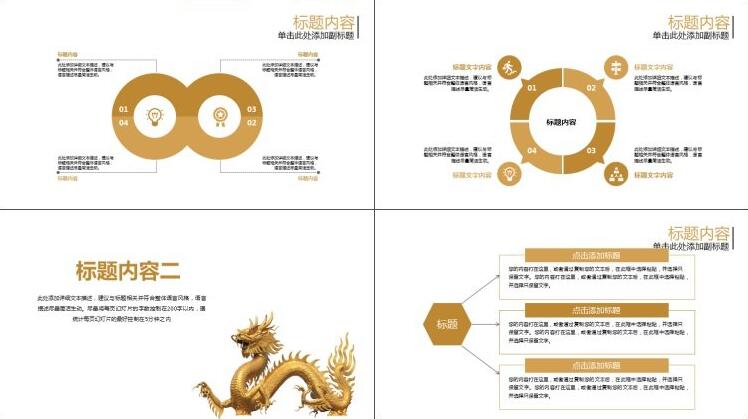 标题内容
单击此处添加副标题
标题内容
此处添加详细文本描述，建议与
标题相关并符合整体语言风格，语
言描述尽量简洁生动。
标题内容
此处添加详细文本描述，建议与
标题相关并符合整体语言风格，语
言描述尽量简洁生动。
01
03
04
02
此处添加详细文本描述，建议与
标题相关并符合整体语言风格，语
言描述尽量简洁生动。
标题内容
此处添加详细文本描述，建议与
标题相关并符合整体语言风格，语
言描述尽量简洁生动。
标题内容
标题内容
单击此处添加副标题
标题文字内容
此处添加详细文本描述，建议与标
题相关并符合整体语言风格，语言
描述尽量简洁生动。
标题文字内容
此处添加详细文本描述，建议与标
题相关并符合整体语言风格，语言
描述尽量简洁生动。
01
02
标题内容
04
03
此处添加详细文本描述，建议与标
题相关并符合整体语言风格，语言
描述尽量简洁生动。
标题文字内容
此处添加详细文本描述，建议与标
题相关并符合整体语言风格，语言
描述尽量简洁生动。
标题文字内容
标题内容二
此处添加详细文本描述，建议与标题相关并符合整体语言风格，语言
描述尽量简洁生动。尽量将每页幻灯片的字数控制在200字以内，据
统计每页幻灯片的最好控制在5分钟之内
标题内容
单击此处添加副标题
标题
点击添加标题
您的内容打在这里，或者通过复制您的文本后，在此框中选择粘贴，并选择只
保留文字。您的内容打在这里，或者通过复制您的文本后，在此框中选择粘贴，
并选择只保留文字。
点击添加标题
您的内容打在这里，或者通过复制您的文本后，在此框中选择粘贴，并选择只
保留文字。您的内容打在这里，或者通过复制您的文本后，在此框中选择粘贴，
并选择只保留文字。
点击添加标题
您的内容打在这里，或者通过复制您的文本后，在此框中选择粘贴，并选择只
保留文字。您的内容打在这里，或者通过复制您的文本后，在此框中选择粘贴，
并选择只保留文字。